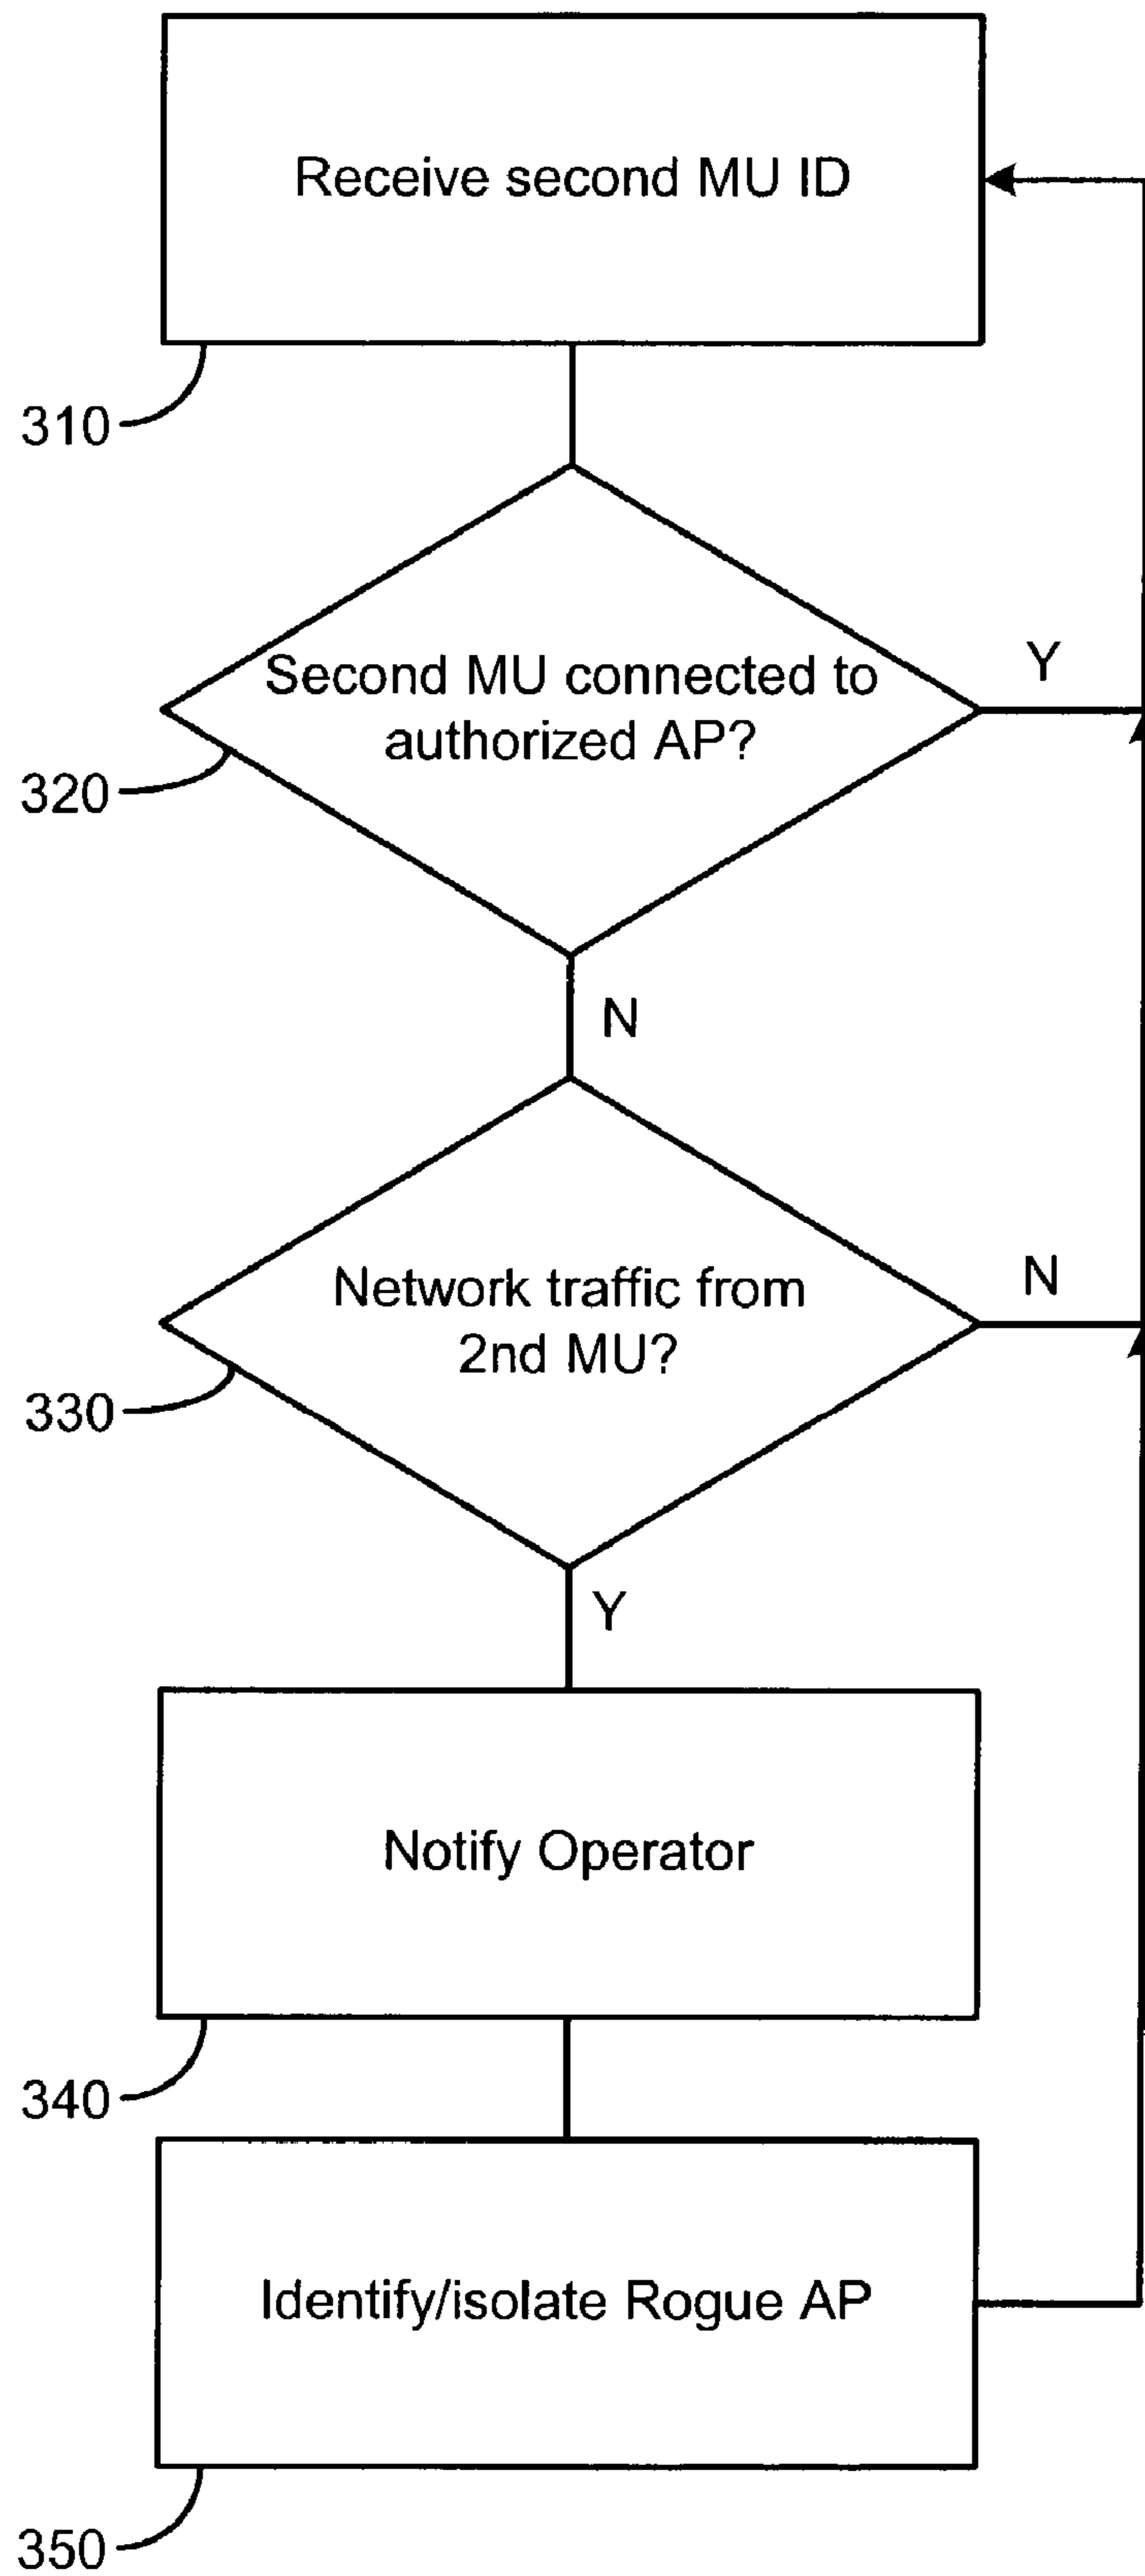 Receive second MU ID
310
Second MU connected to
authorized AP?
Y
320
N
Network traffic from
2nd MU?
N
330
Y
Notify Operator
340
Identify/isolate Rogue AP
350